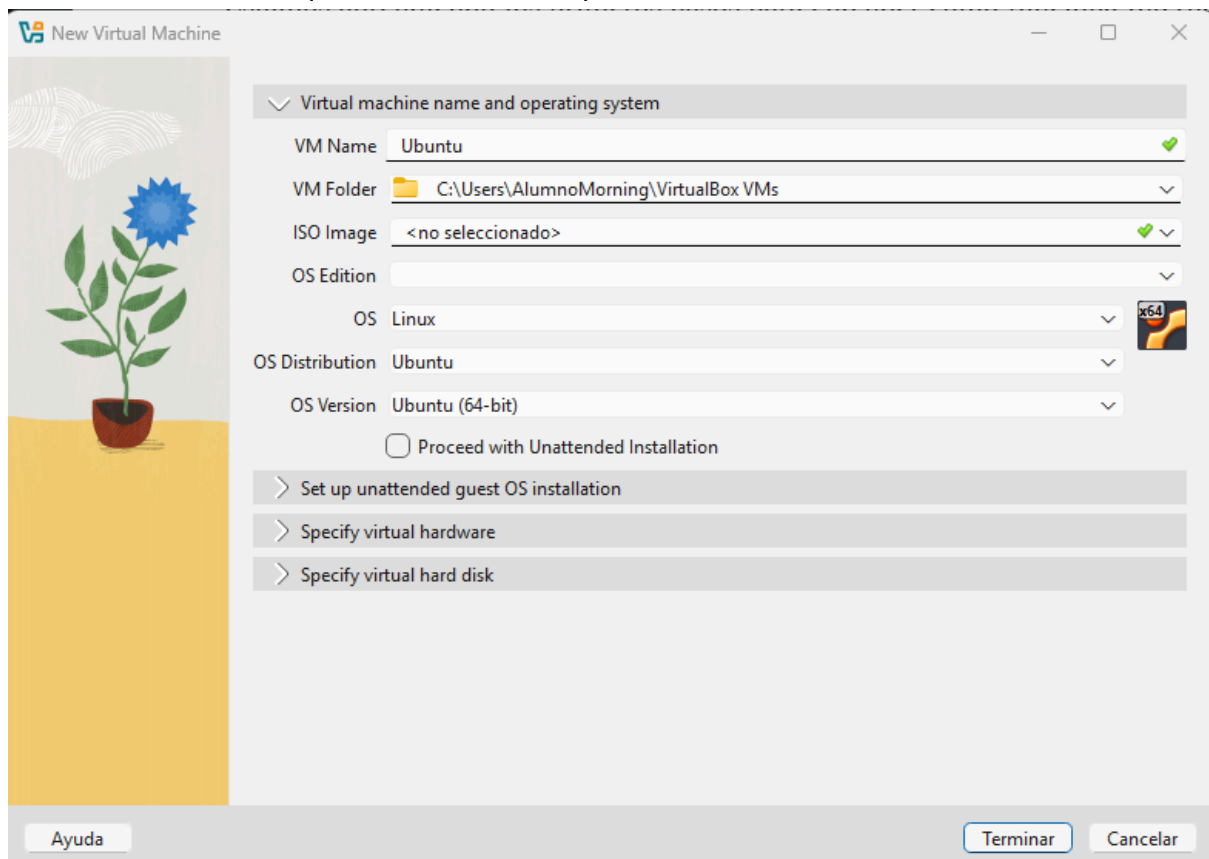 New Virtual Machine
Virtual machine name and operating system
VM Name Ubuntu
VM Folder C:\Users\AlumnoMorning\VirtualBox VMs
ISO Image <no seleccionado>
OS Edition
OS Linux
x64
OS Distribution Ubuntu
OS Version Ubuntu (64-bit)
Proceed with Unattended Installation
Set up unattended guest OS installation
Specify virtual hardware
Specify virtual hard disk
Ayuda Terminar Cancelar